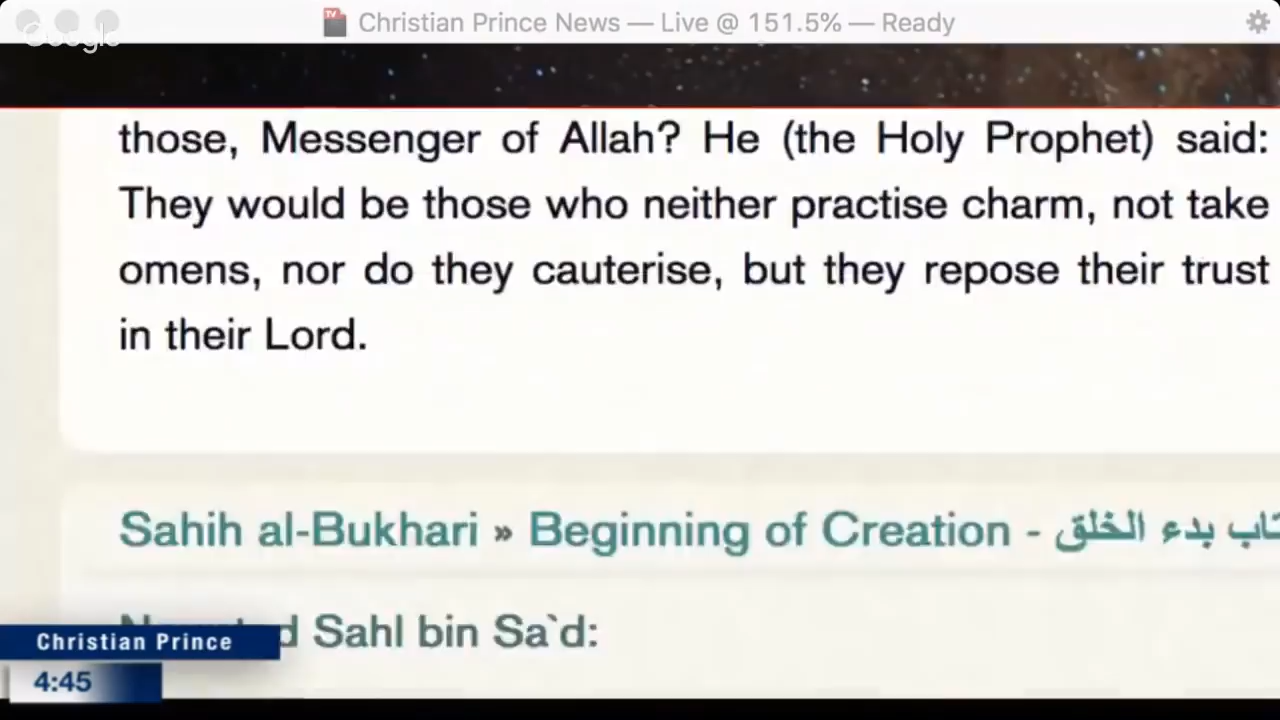 Christian Prince News — Live @ 151.5% — Ready
Google
those, Messenger of Allah? He (the Holy Prophet) said:
They would be those who neither practise charm, not take
omens, nor do they cauterise, but they repose their trust
in their Lord.
Sahih al-Bukhari » Beginning of Creation - كتاب بدء الخلق
Sahl bin Sa`d:
Christian Prince
4:45